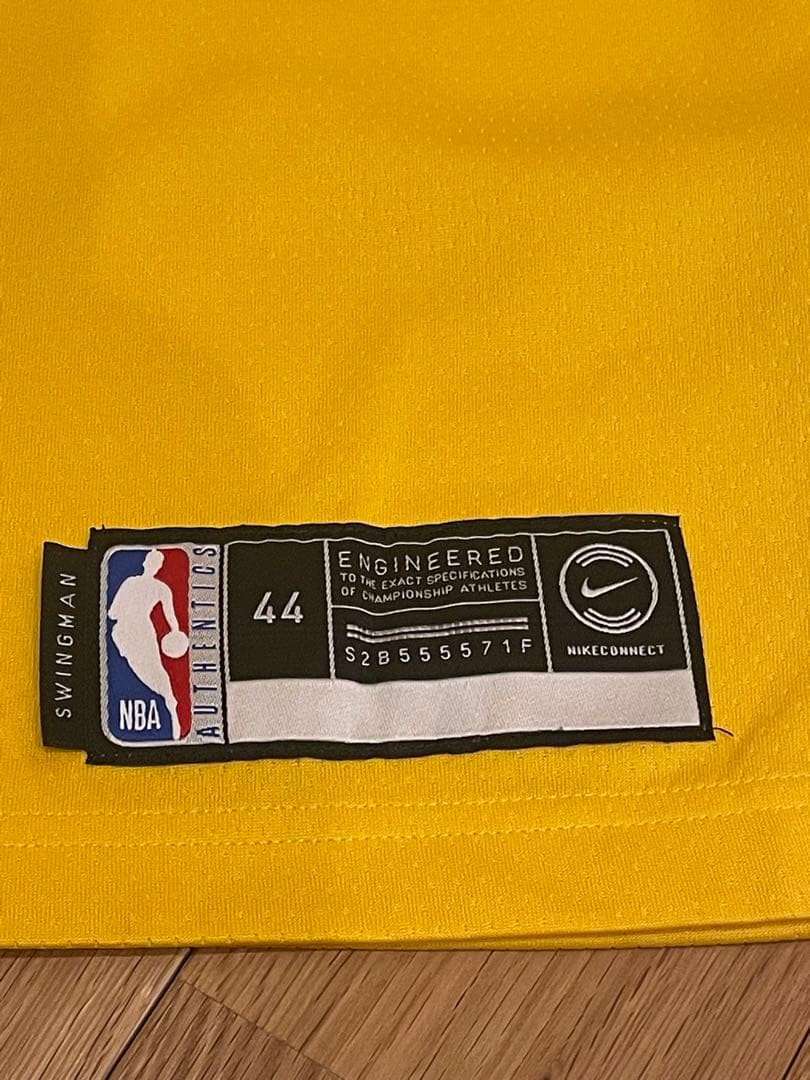 SWINGMAN
NBA
AUTHENTICS
44
ENGINEERED
TO THE EXACT SPECIFICATIONS
OF CHAMPIONSHIP ATHLETES
S2B555571F
NIKECONNECT